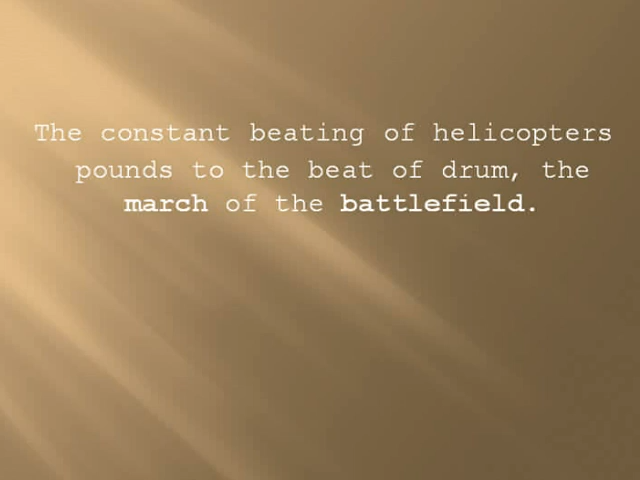 The constant beating of helicopters
pounds to the beat of drum, the
march of the battlefield.